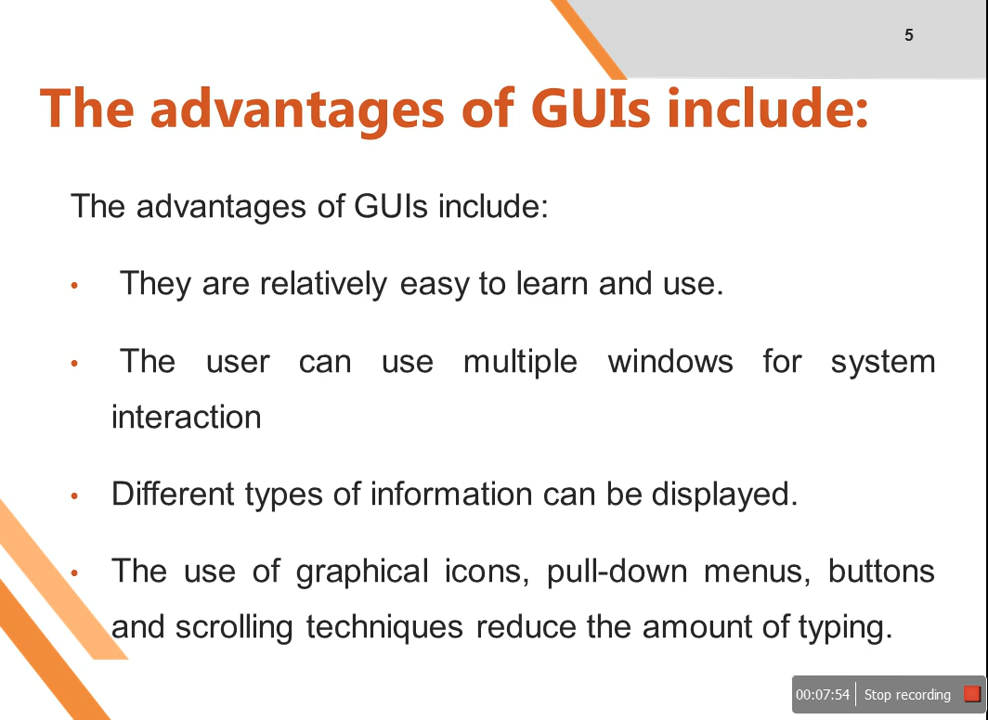 5
The advantages of GUIs include:
The advantages of GUIs include:
• They are relatively easy to learn and use.
• The user can use multiple windows for system
interaction
• Different types of information can be displayed.
• The use of graphical icons, pull-down menus, buttons
and scrolling techniques reduce the amount of typing.
00:07:54 Stop recording